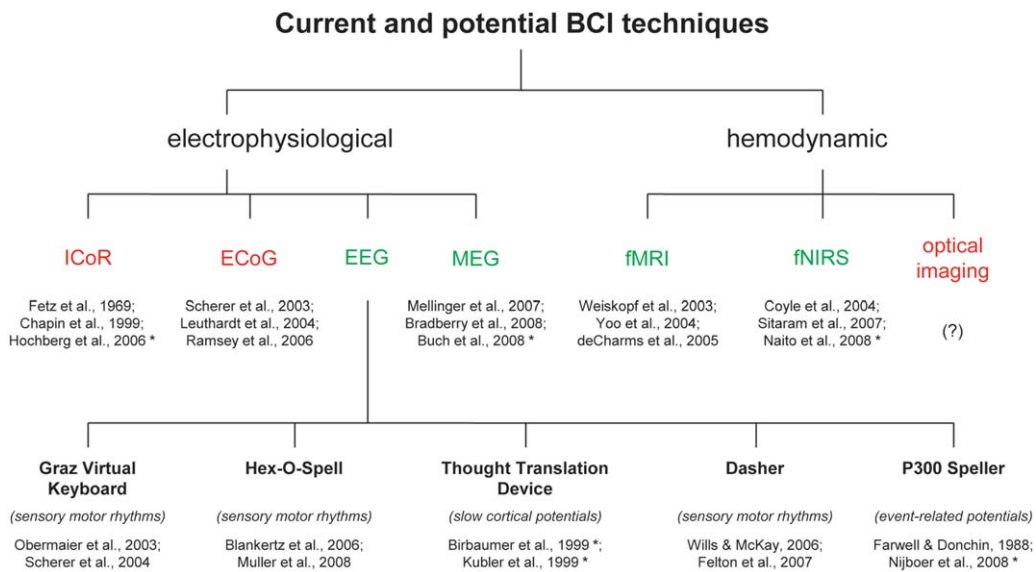 Current and potential BCI techniques
electrophysiological
hemodynamic
ICoR
Fetz et al., 1969;
Chapin et al., 1999;
Hochberg et al., 2006 *
ECoG
Scherer et al., 2003;
Leuthardt et al., 2004;
Ramsey et al., 2006
EEG
MEG
Mellinger et al., 2007;
Bradberry et al., 2008;
Buch et al., 2008 *
fMRI
Weiskopf et al., 2003;
Yoo et al., 2004;
deCharms et al., 2005
fNIRS
Coyle et al., 2004;
Sitaram et al., 2007;
Naito et al., 2008 *
optical
imaging
(?)
Graz Virtual
Keyboard
(sensory motor rhythms)
Obermaier et al., 2003;
Scherer et al., 2004
Hex-O-Spell
(sensory motor rhythms)
Blankertz et al., 2006;
Muller et al., 2008
Thought Translation
Device
(slow cortical potentials)
Birbaumer et al., 1999 *;
Kubler et al., 1999 *
Dasher
(sensory motor rhythms)
Wills & McKay, 2006;
Felton et al., 2007
P300 Speller
(event-related potentials)
Farwell & Donchin, 1988;
Nijboer et al., 2008 *